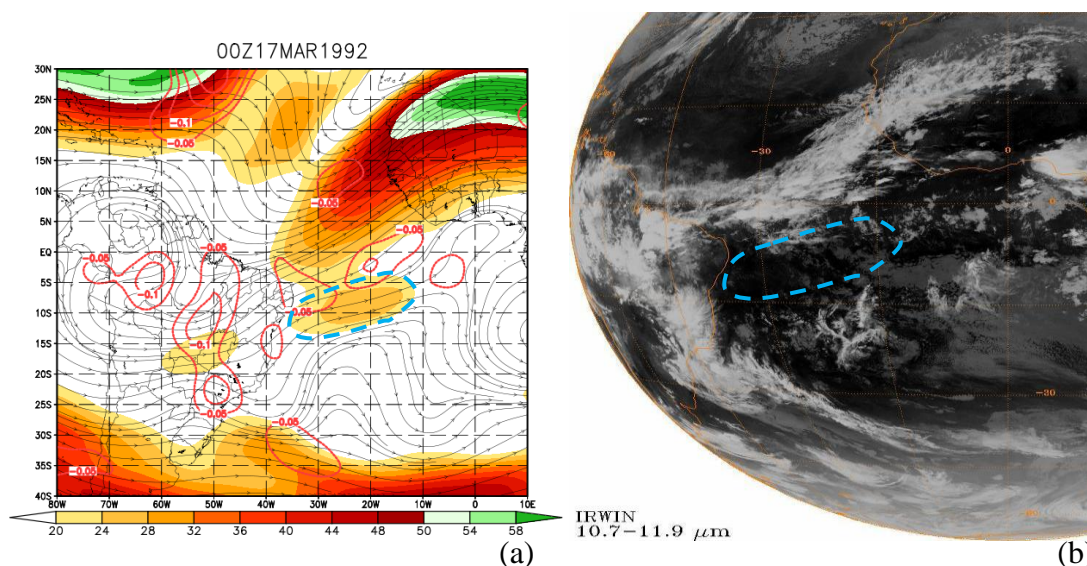 00Z17MAR1992
30N
25N
20N
15N
10N
5N
EQ
5S
10S
15S
20S
25S
30S
35S
40S
80W 70W 60W 50W 40W 30W 20W 10W 0 10E
20 24 28 32 36 40 44 48 50 54 58
-0.1
-0.05
-0.05
-0.05
-0.05
-0.1
0.05
-0.1
-0.05
-0.05
-0.05
(a)
-30
0
0
-30
IRWIN
10.7-11.9 μm
(b)